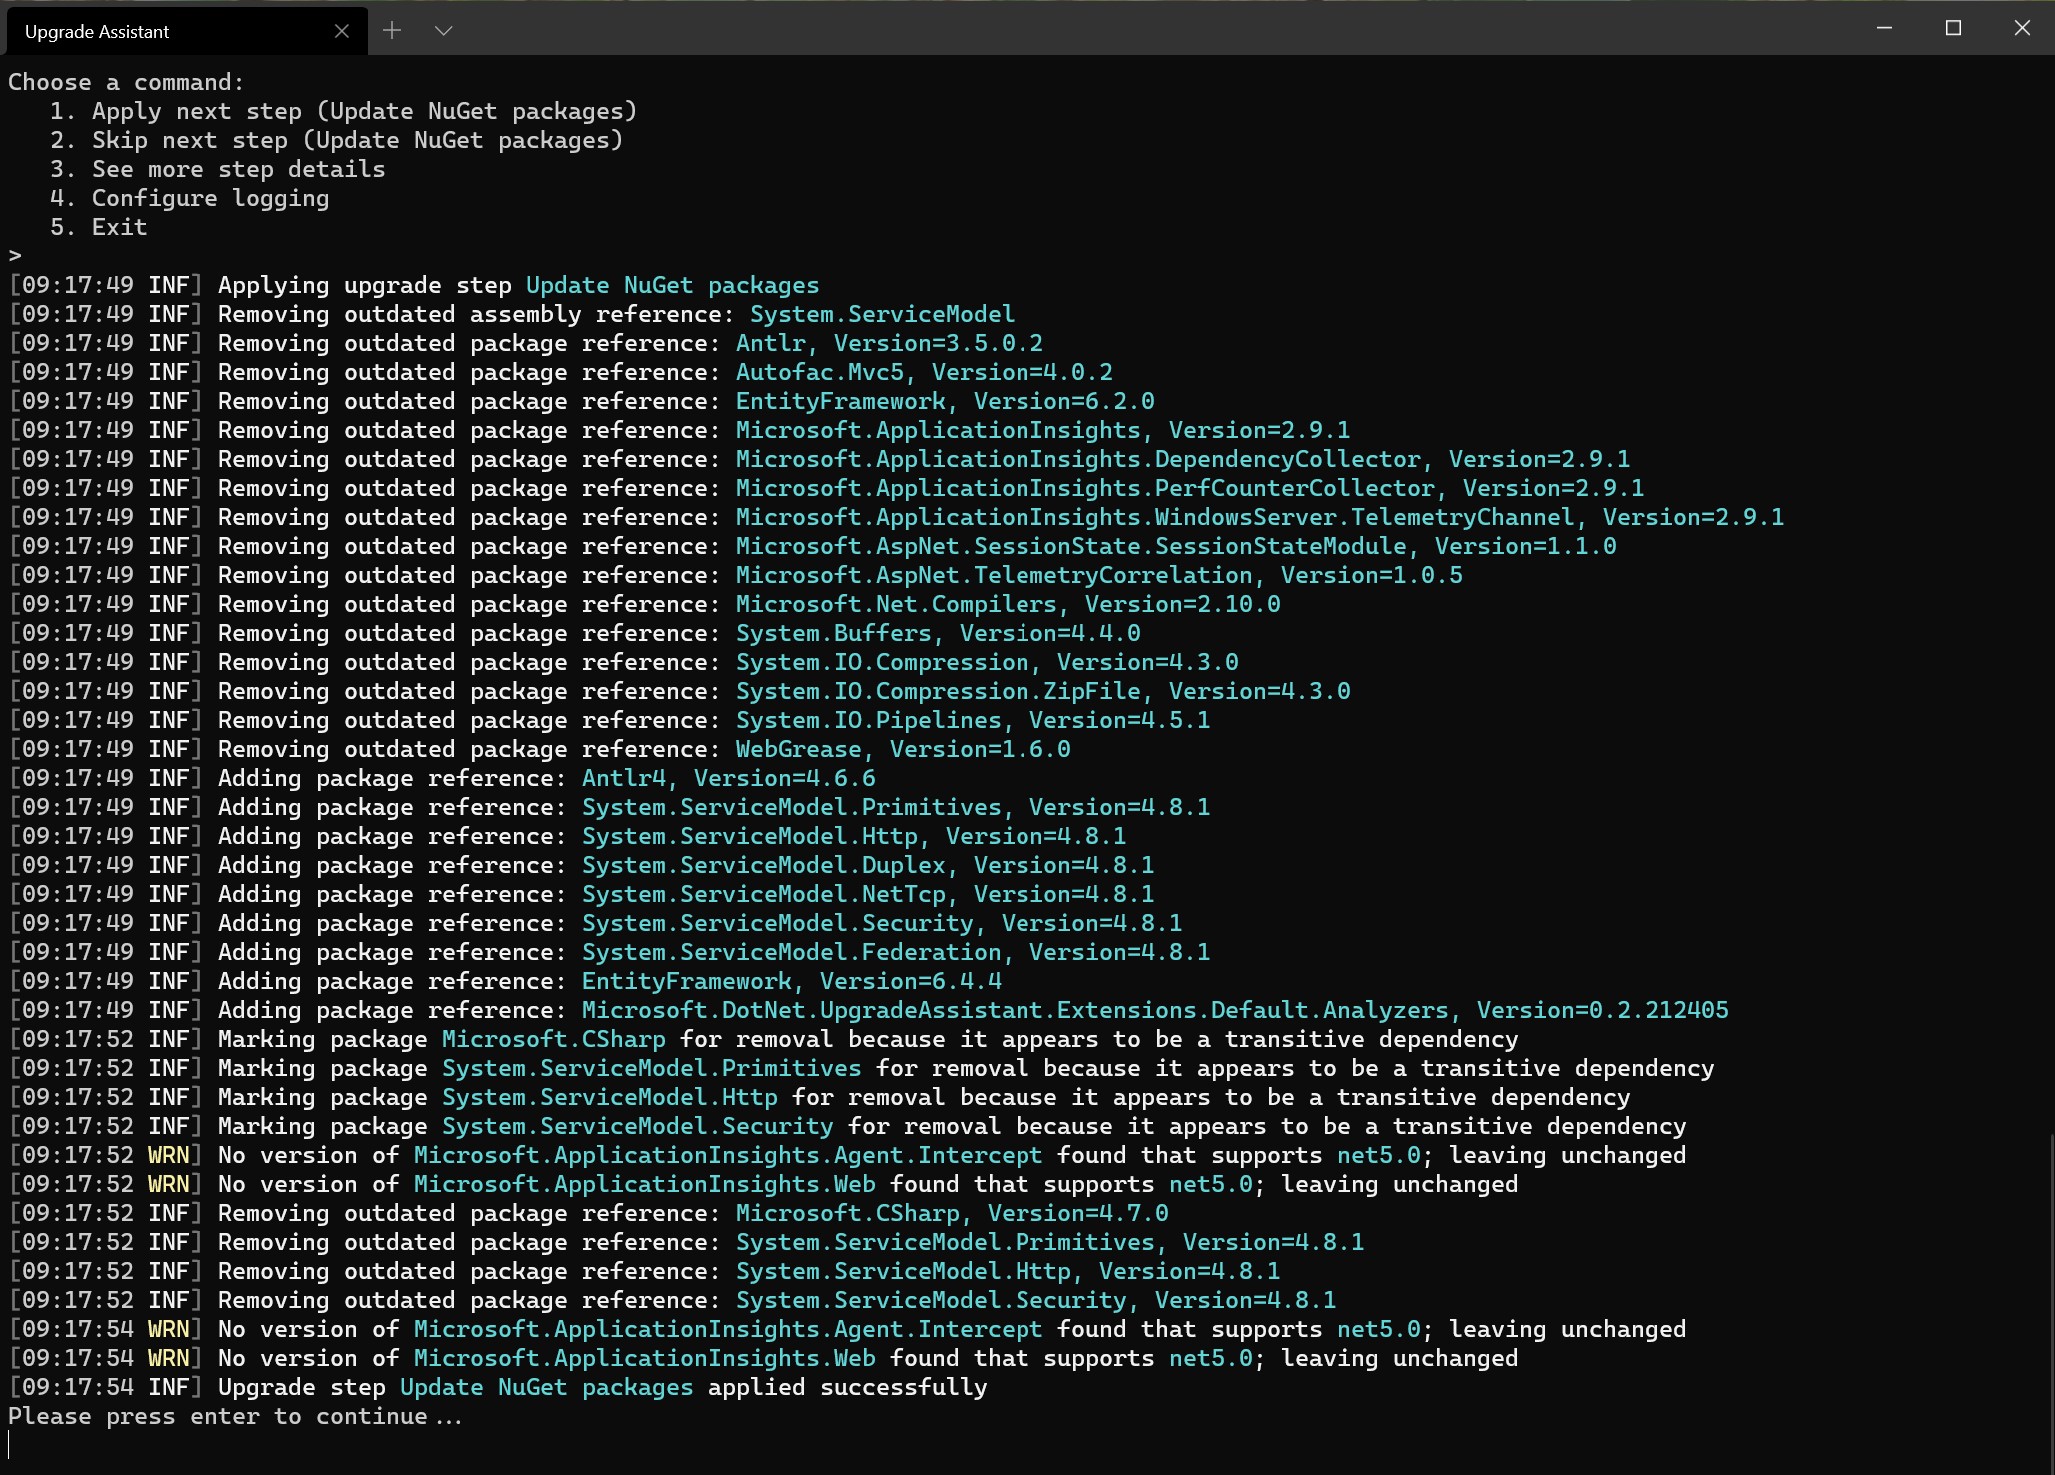 Upgrade Assistant
Choose a command:
1. Apply next step (Update NuGet packages)
2. Skip next step (Update NuGet packages)
3. See more step details
4. Configure logging
5. Exit
>
[09:17:49 INF] Applying upgrade step Update NuGet packages
[09:17:49 INF] Removing outdated assembly reference: System.ServiceModel
[09:17:49 INF] Removing outdated package reference: Antlr, Version=3.5.0.2
[09:17:49 INF] Removing outdated package reference: Autofac.Mvc5, Version=4.0.2
[09:17:49 INF] Removing outdated package reference: EntityFramework, Version=6.2.0
[09:17:49 INF] Removing outdated package reference: Microsoft.ApplicationInsights, Version=2.9.1
[09:17:49 INF] Removing outdated package reference: Microsoft.ApplicationInsights.DependencyCollector, Version=2.9.1
[09:17:49 INF] Removing outdated package reference: Microsoft.ApplicationInsights.PerfCounterCollector, Version=2.9.1
[09:17:49 INF] Removing outdated package reference: Microsoft.ApplicationInsights.WindowsServer.TelemetryChannel, Version=2.9.1
[09:17:49 INF] Removing outdated package reference: Microsoft.AspNet.SessionState.SessionStateModule, Version=1.1.0
[09:17:49 INF] Removing outdated package reference: Microsoft.AspNet.TelemetryCorrelation, Version=1.0.5
[09:17:49 INF] Removing outdated package reference: Microsoft.Net.Compilers, Version=2.10.0
[09:17:49 INF] Removing outdated package reference: System.Buffers, Version=4.4.0
[09:17:49 INF] Removing outdated package reference: System.IO.Compression, Version=4.3.0
[09:17:49 INF] Removing outdated package reference: System.IO.Compression.ZipFile, Version=4.3.0
[09:17:49 INF] Removing outdated package reference: System.IO.Pipelines, Version=4.5.1
[09:17:49 INF] Removing outdated package reference: WebGrease, Version=1.6.0
[09:17:49 INF] Adding package reference: Antlr4, Version=4.6.6
[09:17:49 INF] Adding package reference: System.ServiceModel.Primitives, Version=4.8.1
[09:17:49 INF] Adding package reference: System.ServiceModel.Http, Version=4.8.1
[09:17:49 INF] Adding package reference: System.ServiceModel.Duplex, Version=4.8.1
[09:17:49 INF] Adding package reference: System.ServiceModel.NetTcp, Version=4.8.1
[09:17:49 INF] Adding package reference: System.ServiceModel.Security, Version=4.8.1
[09:17:49 INF] Adding package reference: System.ServiceModel.Federation, Version=4.8.1
[09:17:49 INF] Adding package reference: EntityFramework, Version=6.4.4
[09:17:49 INF] Adding package reference: Microsoft.DotNet.UpgradeAssistant.Extensions.Default.Analyzers, Version=0.2.212405
[09:17:52 INF] Marking package Microsoft.CSharp for removal because it appears to be a transitive dependency
[09:17:52 INF] Marking package System.ServiceModel.Primitives for removal because it appears to be a transitive dependency
[09:17:52 INF] Marking package System.ServiceModel.Http for removal because it appears to be a transitive dependency
[09:17:52 INF] Marking package System.ServiceModel.Security for removal because it appears to be a transitive dependency
[09:17:52 WRN] No version of Microsoft.ApplicationInsights.Agent.Intercept found that supports net5.0; leaving unchanged
[09:17:52 WRN] No version of Microsoft.ApplicationInsights.Web found that supports net5.0; leaving unchanged
[09:17:52 INF] Removing outdated package reference: Microsoft.CSharp, Version=4.7.0
[09:17:52 INF] Removing outdated package reference: System.ServiceModel.Primitives, Version=4.8.1
[09:17:52 INF] Removing outdated package reference: System.ServiceModel.Http, Version=4.8.1
[09:17:52 INF] Removing outdated package reference: System.ServiceModel.Security, Version=4.8.1
[09:17:54 WRN] No version of Microsoft.ApplicationInsights.Agent.Intercept found that supports net5.0; leaving unchanged
[09:17:54 WRN] No version of Microsoft.ApplicationInsights.Web found that supports net5.0; leaving unchanged
[09:17:54 INF] Upgrade step Update NuGet packages applied successfully
Please press enter to continue...